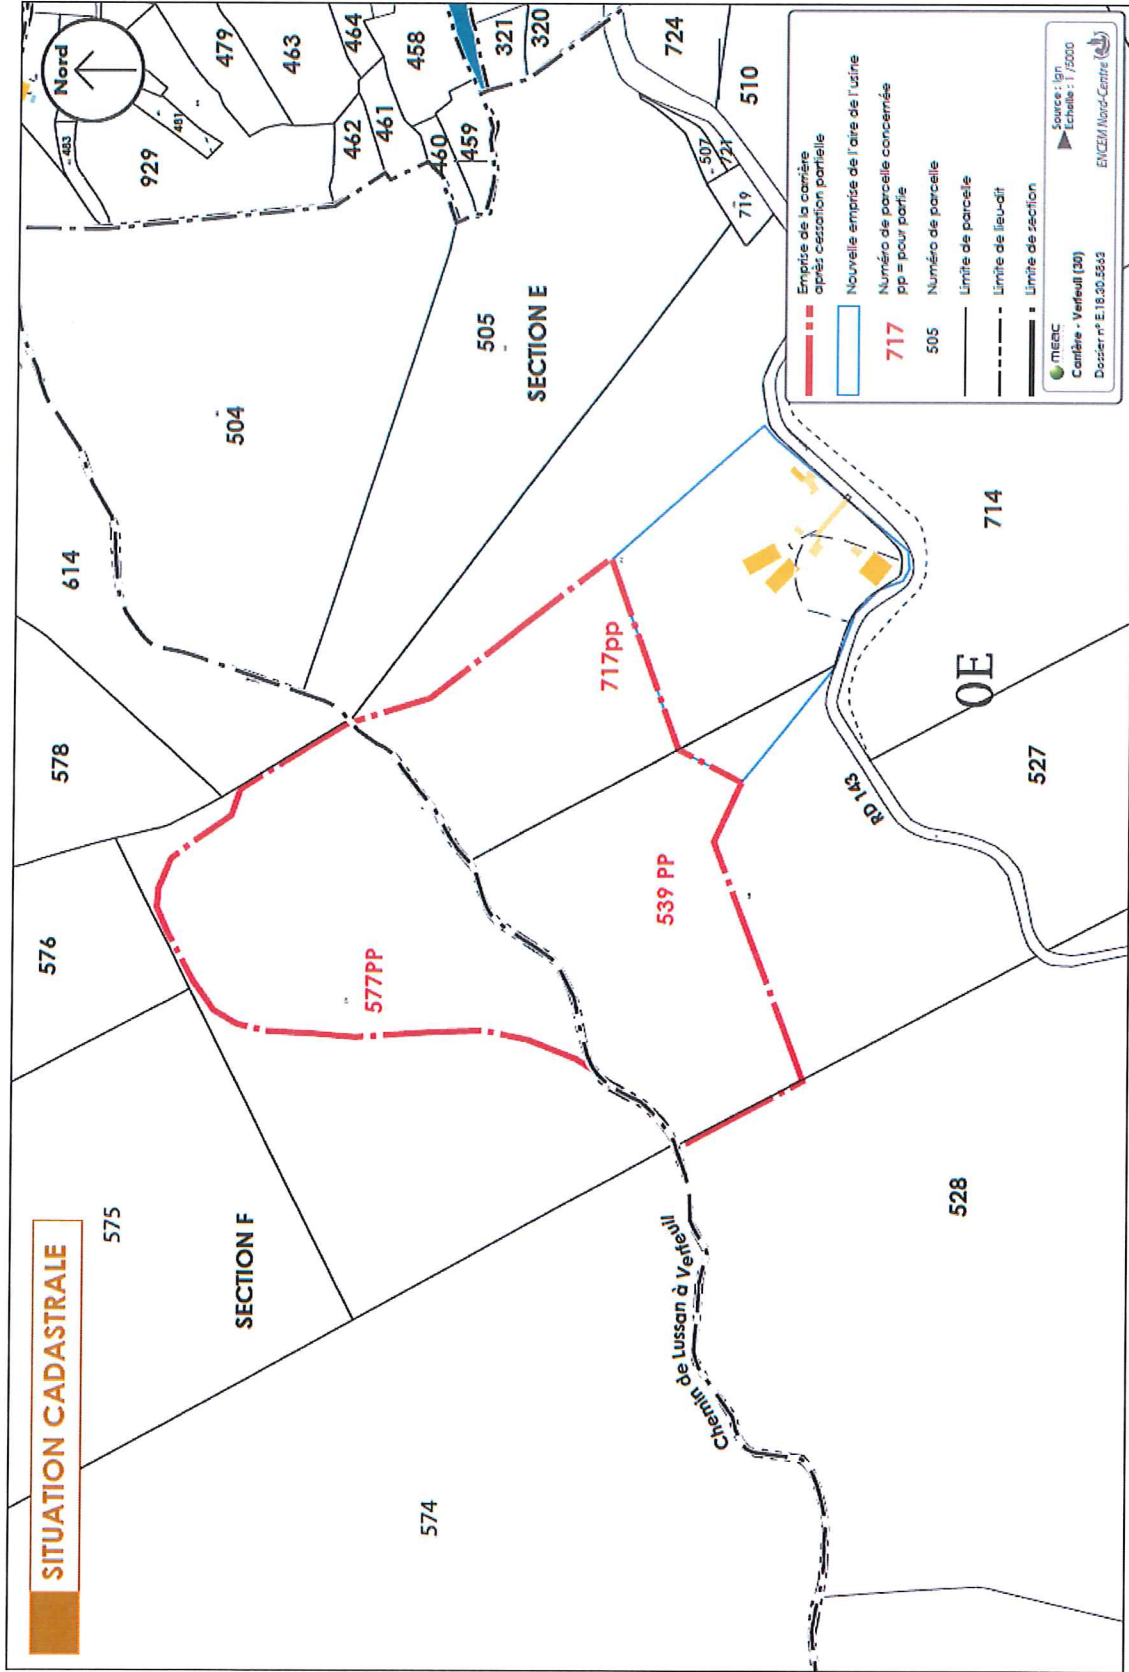 SITUATION CADASTRALE
Nord
575
576
578
614
504
929
483
481
479
463
464
458
462
461
460
459
321
320
724
510
507
721
719
505
SECTION E
SECTION F
577PP
717pp
539 PP
574
528
527
714
OE
RD 143
Chemin de Lussan à Verfeuil
Emprise de la carrière
après cessation partielle
Nouvelle emprise de l'aire de l'usine
717
Numéro de parcelle concernée
pp = pour partie
505
Numéro de parcelle
Limite de parcelle
Limite de lieu-dit
Limite de section
meac
Carrière - Verfeuil (30)
Dossier n° E.18.30.5863
Source : Ign
Echelle : 1 /5000
ENCEM Nord-Centre